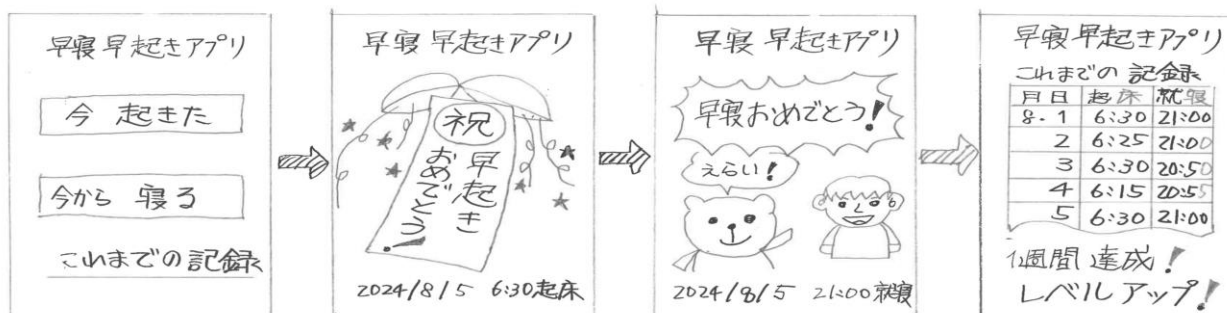 早寝 早起きアプリ
今 起きた
今から 寝る
これまでの記録
早寝 早起きアプリ
祝
早起き
おめでとう!
2024/8/5 6:30起床
早寝 早起きアプリ
早寝おめでとう!
えらい!
2024/8/5 21:00就寝
早寝 早起きアプリ
これまでの 記録
月日 起床 就寝
8.1 6:30 21:00
2 6:25 21:00
3 6:30 20:50
4 6:15 20:55
5 6:30 21:00
1週間 達成!
レベルアップ!